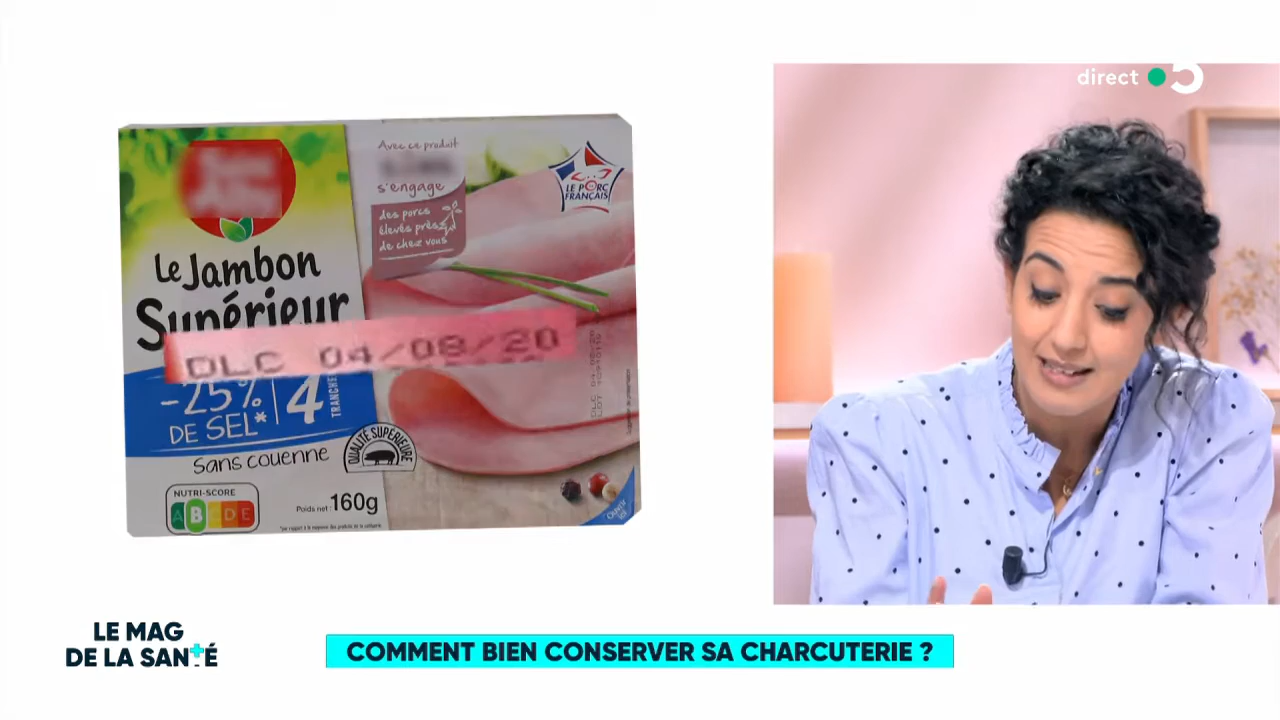 direct
Avec ce produit
s'engage
des porcs
élevés près
de chez vous
LE PORC
FRANÇAIS
Le Jambon
Supérieur
DLC 04/08/20
-25%
DE SEL*
4
TRANCHES
Sans couenne
QUALITÉ SUPÉRIEURE
NUTRI-SCORE
A B C D E
Poids net : 160g
Ouvrir
ici
LE MAG
DE LA SANTÉ
COMMENT BIEN CONSERVER SA CHARCUTERIE ?